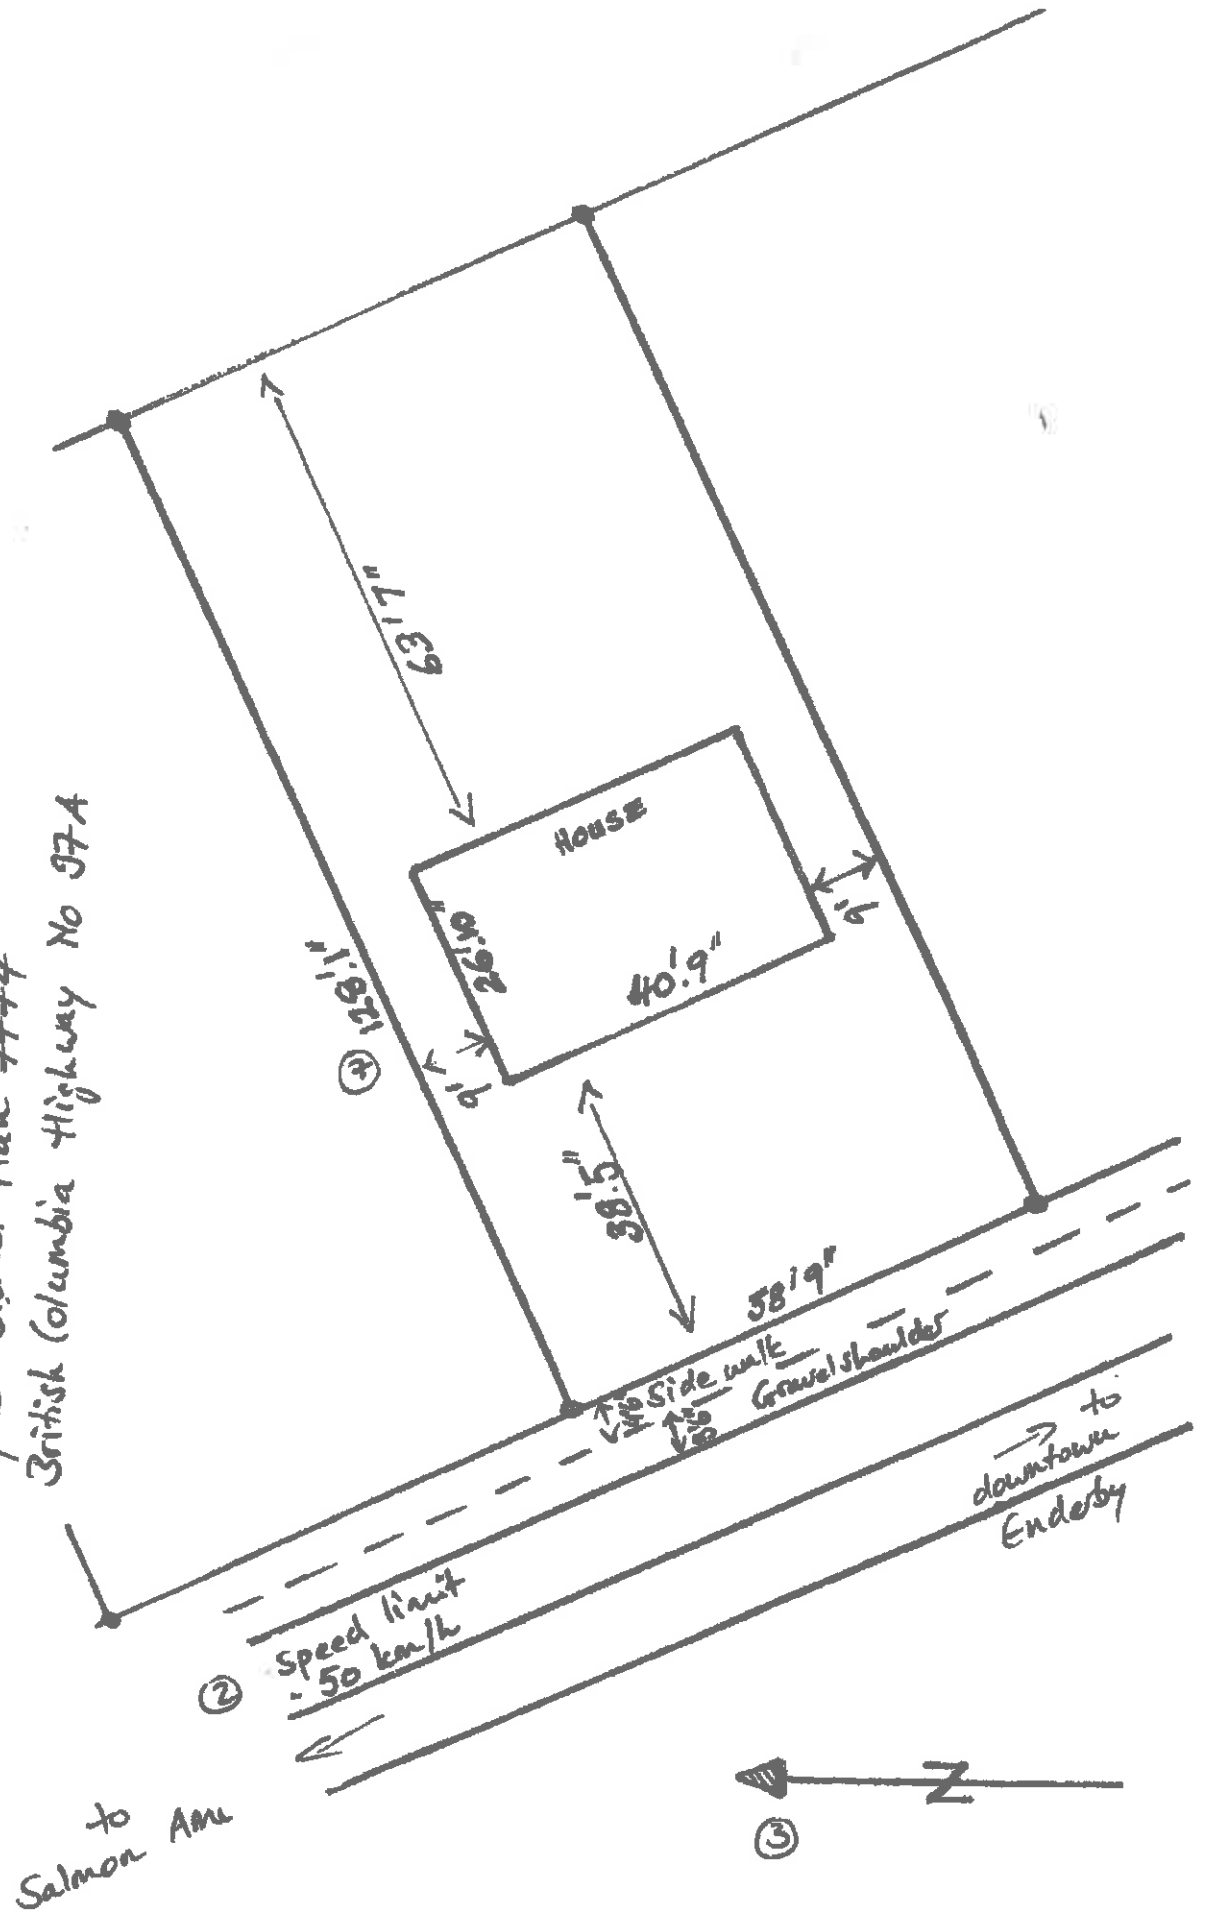 British Columbia Highway No 97A
63'7"
HOUSE
26'.10"
40'.9"
9'
9'
⑦ 128'.1"
38'.5"
58'9"
Side walk
Gravel shoulder
② Speed limit
50 km/h
to
downtown
Enderby
to
Salmon Arm
N
③